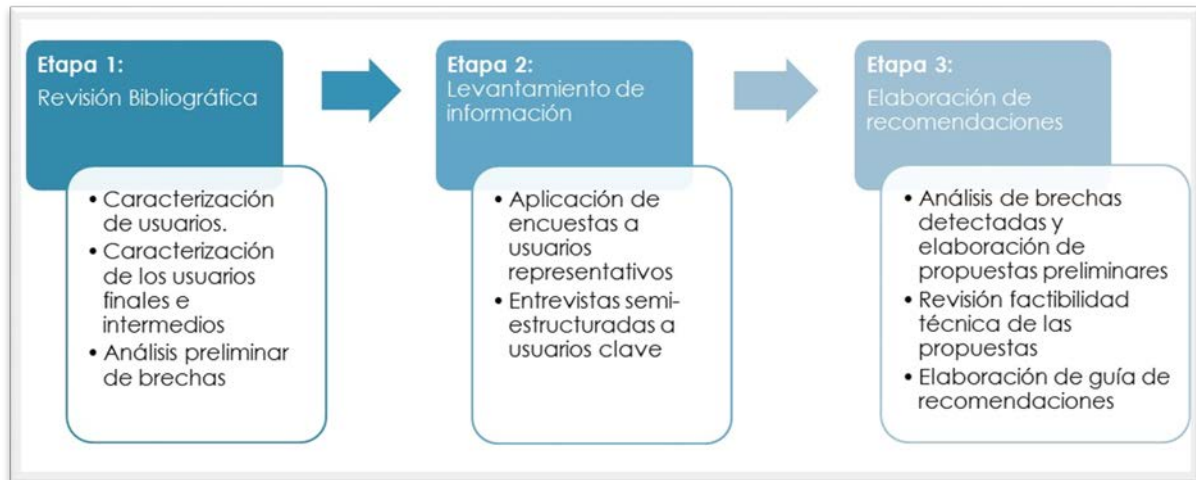 Etapa 1:
Revisión Bibliográfica
• Caracterización
de usuarios.
• Caracterización
de los usuarios
finales e
intermedios
• Análisis preliminar
de brechas
Etapa 2:
Levantamiento de
información
• Aplicación de
encuestas a
usuarios
representativos
• Entrevistas semi-
estructuradas a
usuarios clave
Etapa 3:
Elaboración de
recomendaciones
• Análisis de brechas
detectadas y
elaboración de
propuestas preliminares
• Revisión factibilidad
técnica de las
propuestas
• Elaboración de guía de
recomendaciones